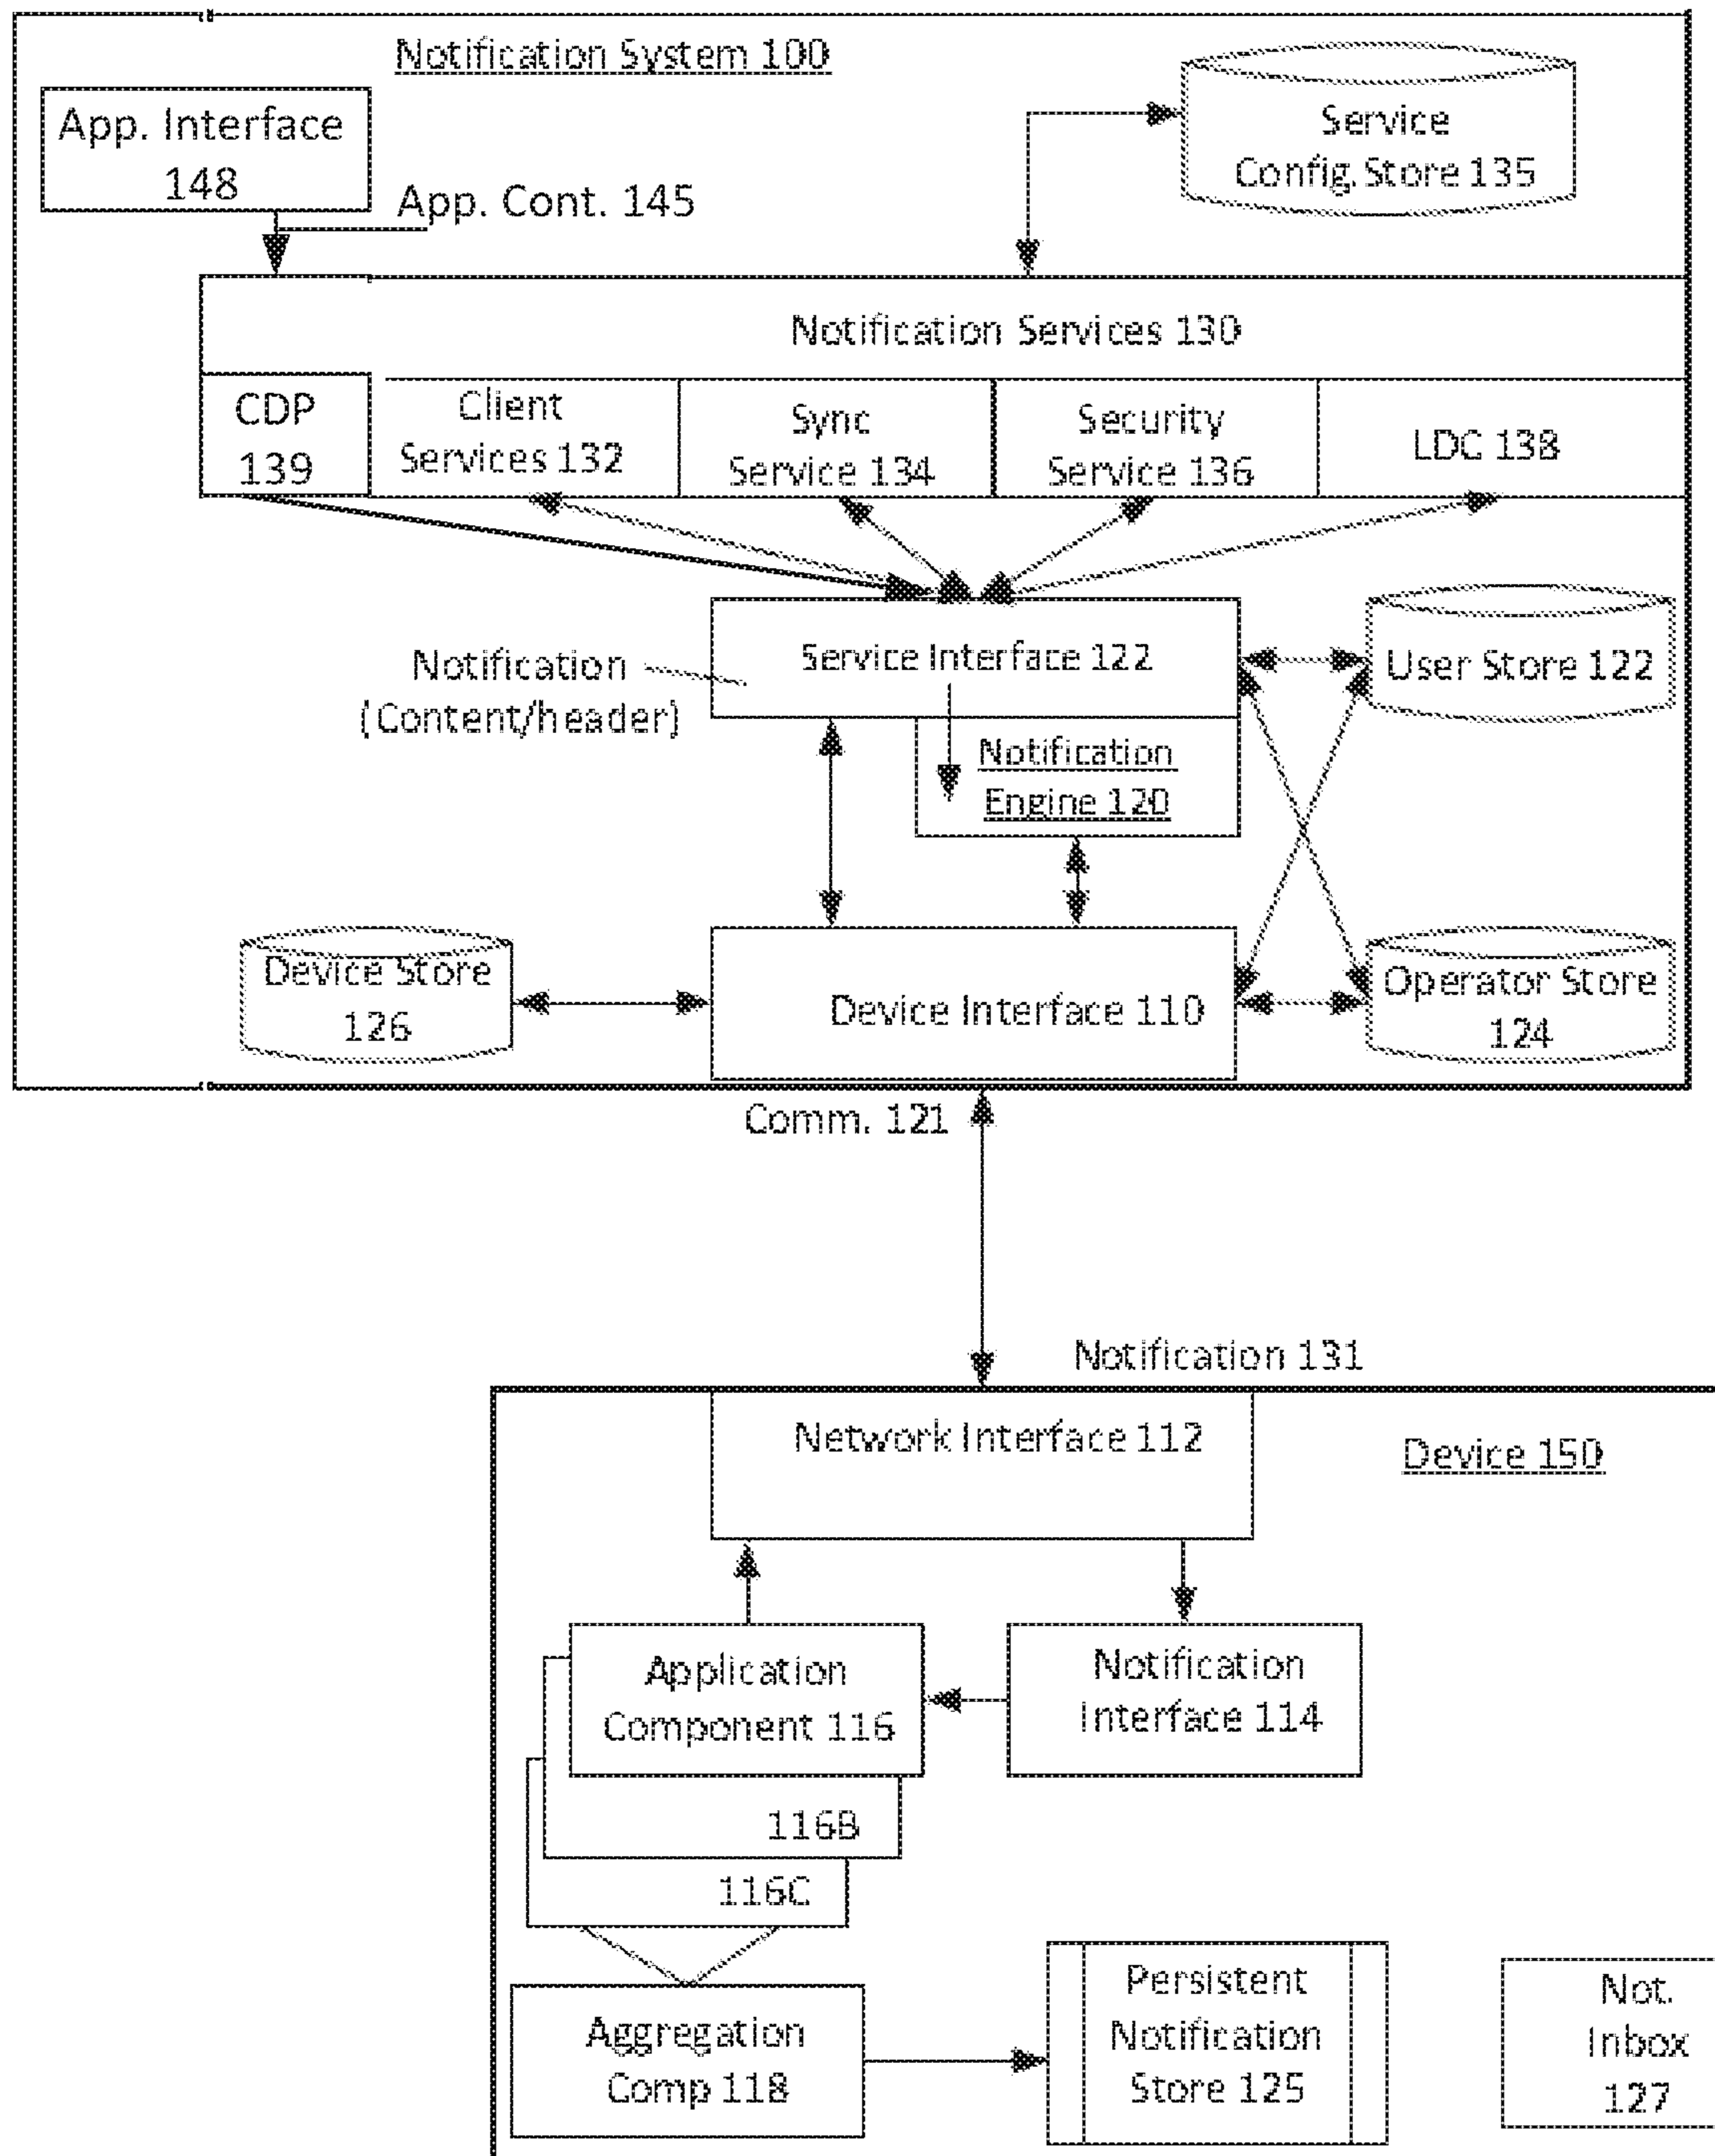 Notification System 100
App. Interface
148
App. Cont. 145
Service
Config. Store 135
Notification Services 130
CDP
139
Client
Services 132
Sync
Service 134
Security
Service 136
LDC 138
Service Interface 122
User Store 122
Notification
(Content/header)
Notification
Engine 120
Device Store
126
Device Interface 110
Operator Store
124
Comm. 121
Notification 131
Network Interface 112
Device 150
Application
Component 116
Notification
Interface 114
116B
116C
Aggregation
Comp 118
Persistent
Notification
Store 125
Not.
Inbox
127